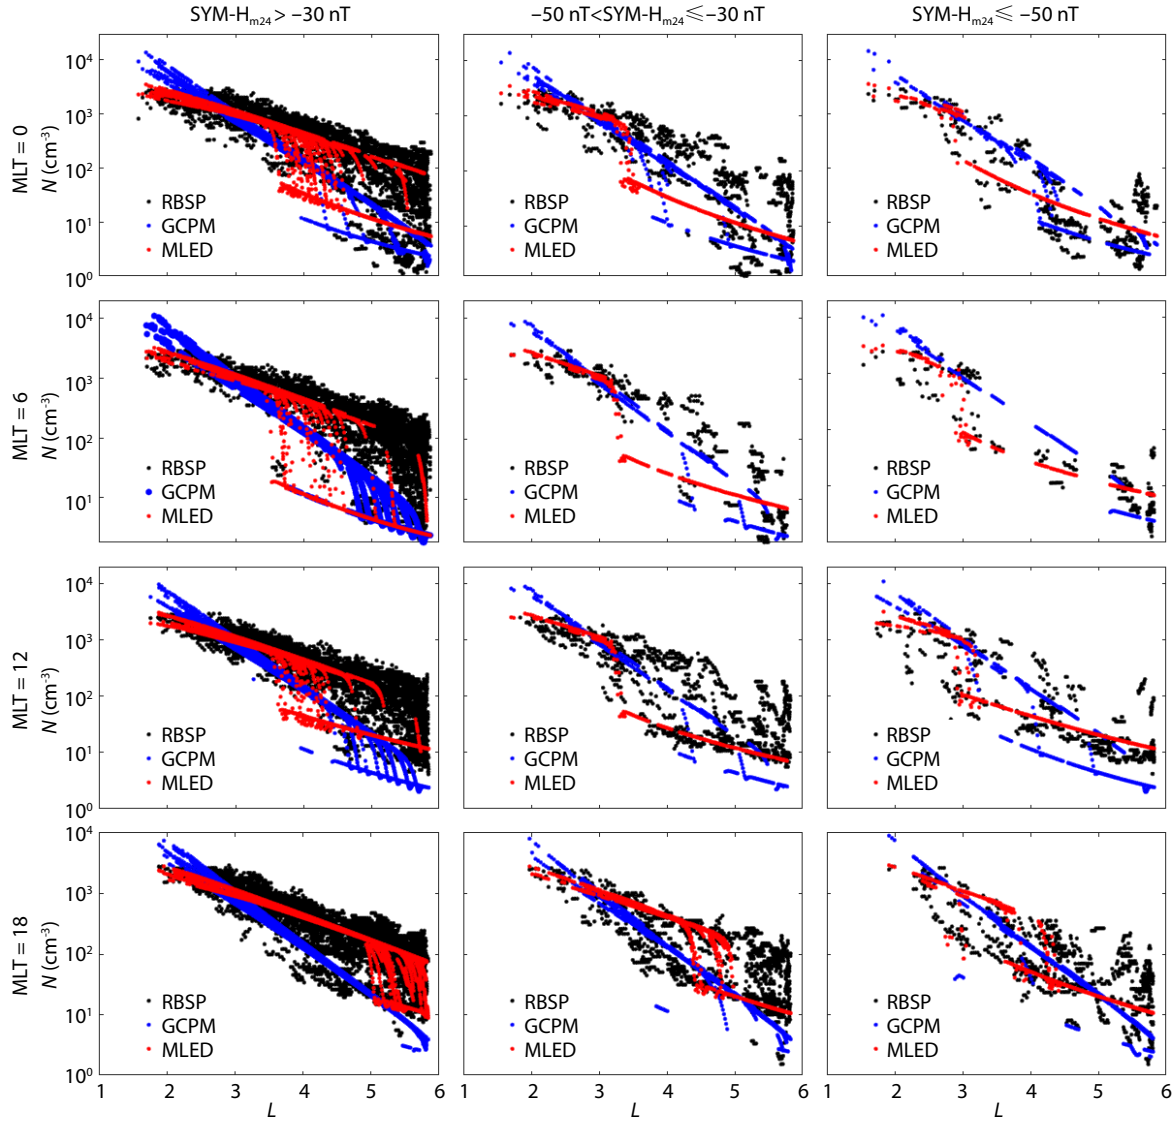 SYM-Hm24 > −30 nT
−50 nT<SYM-Hm24 ⩽ −30 nT
SYM-Hm24 ⩽ −50 nT
MLT = 0
N (cm-3)
10⁴
10³
10²
10¹
10⁰
RBSP
GCPM
MLED
RBSP
GCPM
MLED
RBSP
GCPM
MLED
MLT = 6
N (cm-3)
10⁴
10³
10²
10¹
RBSP
GCPM
MLED
RBSP
GCPM
MLED
RBSP
GCPM
MLED
MLT = 12
N (cm-3)
10⁴
10³
10²
10¹
10⁰
RBSP
GCPM
MLED
RBSP
GCPM
MLED
RBSP
GCPM
MLED
MLT = 18
N (cm-3)
10⁴
10³
10²
10¹
10⁰
RBSP
GCPM
MLED
RBSP
GCPM
MLED
RBSP
GCPM
MLED
1 2 3 4 5 6
1 2 3 4 5 6
1 2 3 4 5 6
L
L
L